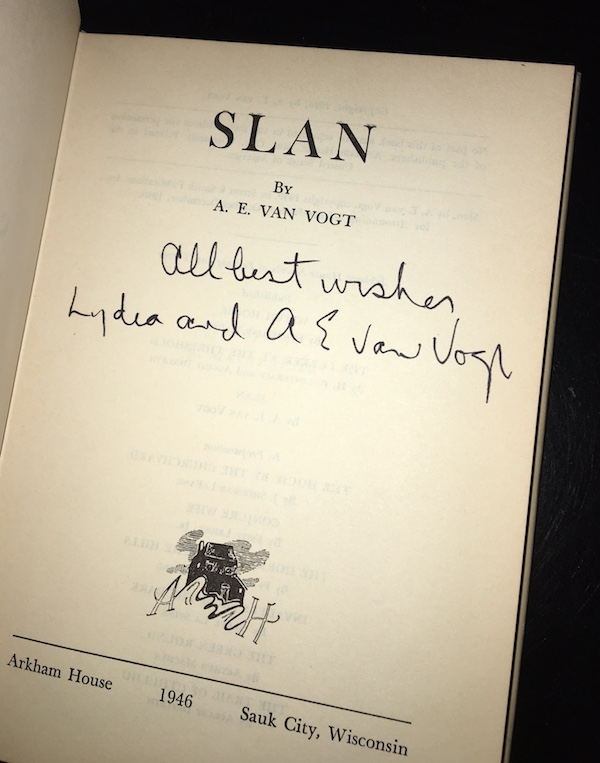 SLAN
BY
A. E. VAN VOGT
All best wishes
Lydia and A E van Vogt
A H
Arkham House 1946 Sauk City, Wisconsin